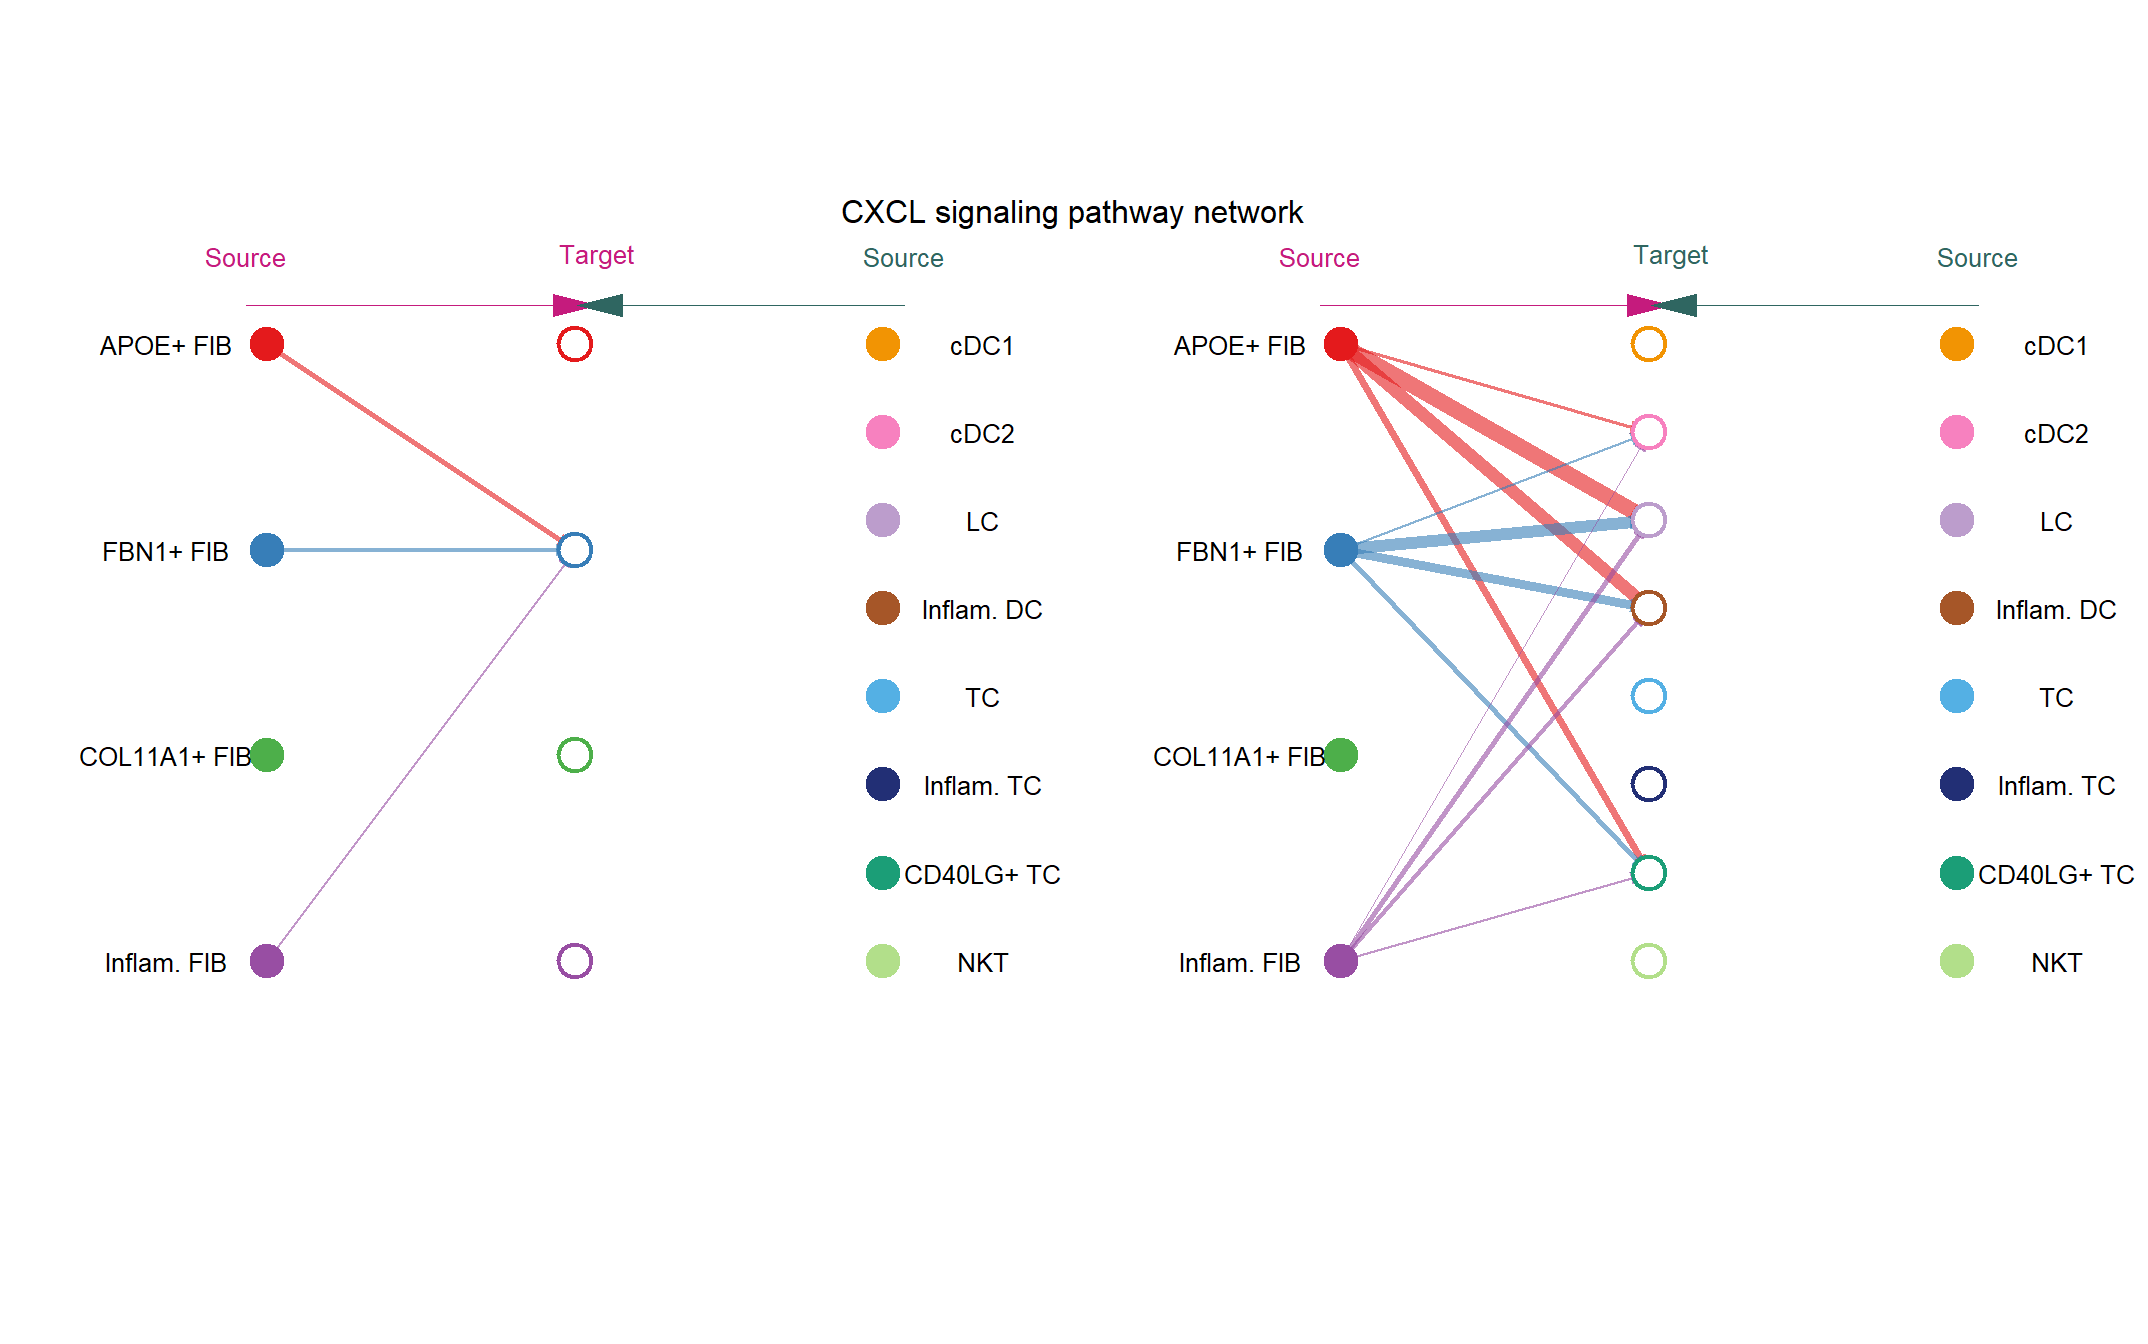 CXCL signaling pathway network
Source Target Source Source Target Source
APOE+ FIB cDC1 APOE+ FIB cDC1
cDC2 cDC2
LC LC
FBN1+ FIB FBN1+ FIB
Inflam. DC Inflam. DC
TC TC
COL11A1+ FIB COL11A1+ FIB
Inflam. TC Inflam. TC
CD40LG+ TC CD40LG+ TC
Inflam. FIB NKT Inflam. FIB NKT